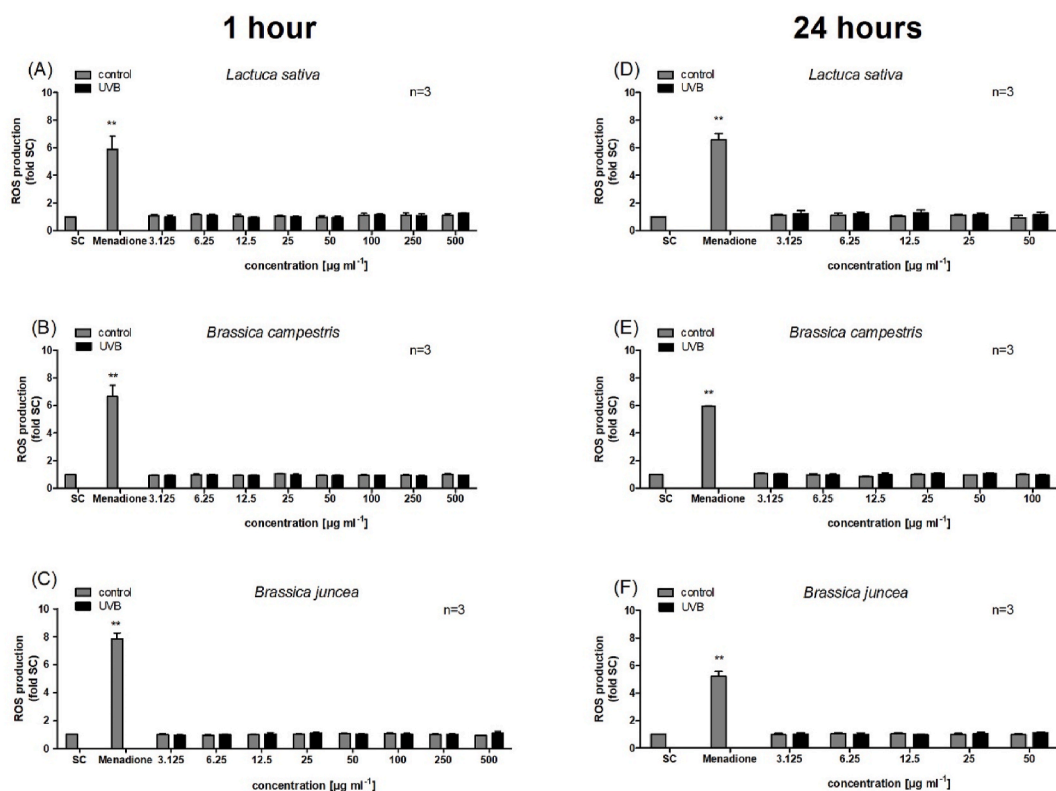 1 hour
24 hours
(A)
control
UVB
Lactuca sativa
n=3
**
ROS production
(fold SC)
10
8
6
4
2
0
SC Menadione 3.125 6.25 12.5 25 50 100 250 500
concentration [µg ml⁻¹]
(D)
control
UVB
Lactuca sativa
n=3
**
ROS production
(fold SC)
10
8
6
4
2
0
SC Menadione 3.125 6.25 12.5 25 50
concentration [µg ml⁻¹]
(B)
control
UVB
Brassica campestris
n=3
**
ROS production
(fold SC)
10
8
6
4
2
0
SC Menadione 3.125 6.25 12.5 25 50 100 250 500
concentration [µg ml⁻¹]
(E)
control
UVB
Brassica campestris
n=3
**
ROS production
(fold SC)
10
8
6
4
2
0
SC Menadione 3.125 6.25 12.5 25 50 100
concentration [µg ml⁻¹]
(C)
control
UVB
Brassica juncea
n=3
**
ROS production
(fold SC)
10
8
6
4
2
0
SC Menadione 3.125 6.25 12.5 25 50 100 250 500
concentration [µg ml⁻¹]
(F)
control
UVB
Brassica juncea
n=3
**
ROS production
(fold SC)
10
8
6
4
2
0
SC Menadione 3.125 6.25 12.5 25 50
concentration [µg ml⁻¹]